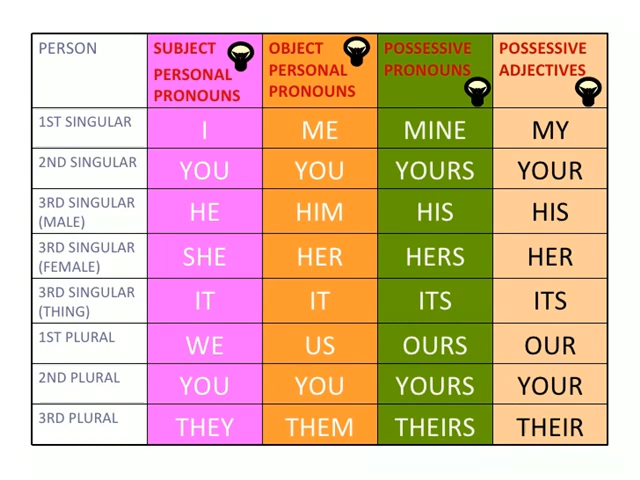 PERSON
SUBJECT
PERSONAL
PRONOUNS
OBJECT
PERSONAL
PRONOUNS
POSSESSIVE
PRONOUNS
POSSESSIVE
ADJECTIVES
1ST SINGULAR
I
ME
MINE
MY
2ND SINGULAR
YOU
YOU
YOURS
YOUR
3RD SINGULAR
(MALE)
HE
HIM
HIS
HIS
3RD SINGULAR
(FEMALE)
SHE
HER
HERS
HER
3RD SINGULAR
(THING)
IT
IT
ITS
ITS
1ST PLURAL
WE
US
OURS
OUR
2ND PLURAL
YOU
YOU
YOURS
YOUR
3RD PLURAL
THEY
THEM
THEIRS
THEIR